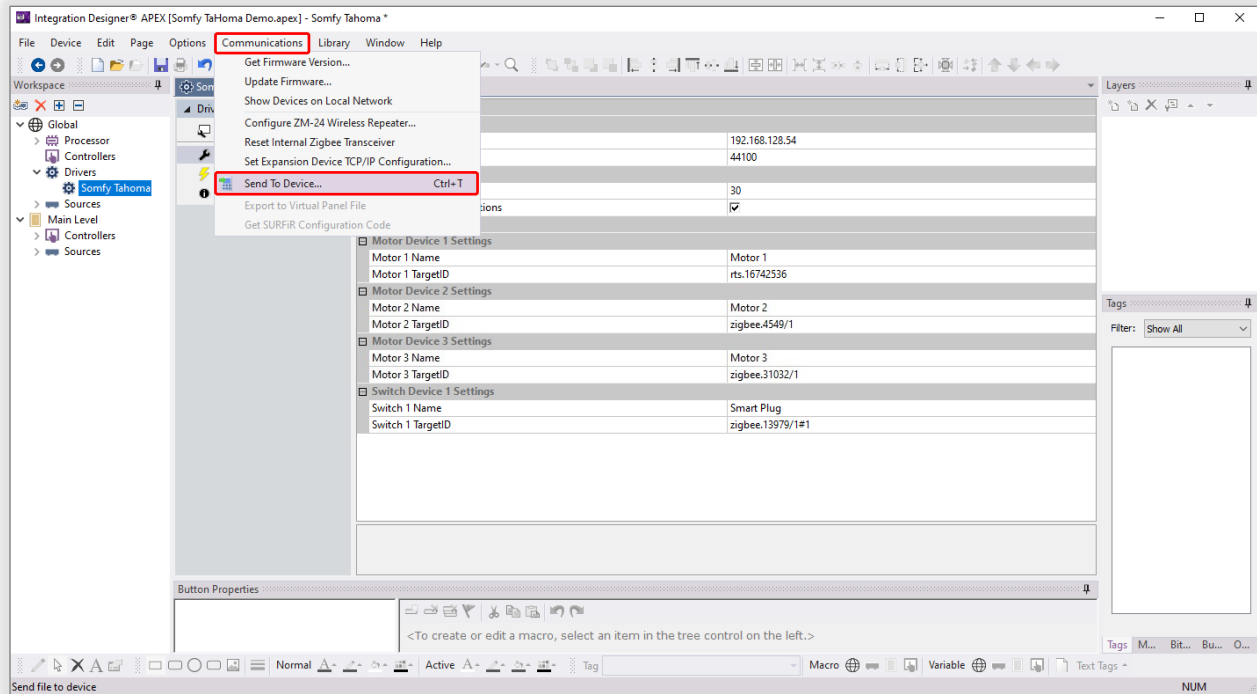 Integration Designer® APEX [Somfy TaHoma Demo.apex] - Somfy Tahoma *
File Device Edit Page Options Communications Library Window Help
Get Firmware Version...
Update Firmware...
Show Devices on Local Network
Configure ZM-24 Wireless Repeater...
Reset Internal Zigbee Transceiver
Set Expansion Device TCP/IP Configuration...
Send To Device... Ctrl+T
Export to Virtual Panel File
Get SURFiR Configuration Code
Workspace
Global
Processor
Controllers
Drivers
Somfy Tahoma
Sources
Main Level
Controllers
Sources
Som
Driv
192.168.128.54
44100
30
tions
Motor Device 1 Settings
Motor 1 Name Motor 1
Motor 1 TargetID rts.16742536
Motor Device 2 Settings
Motor 2 Name Motor 2
Motor 2 TargetID zigbee.4549/1
Motor Device 3 Settings
Motor 3 Name Motor 3
Motor 3 TargetID zigbee.31032/1
Switch Device 1 Settings
Switch 1 Name Smart Plug
Switch 1 TargetID zigbee.13979/1#1
Layers
Tags
Filter: Show All
Tags M... Bit... Bu... O...
Button Properties
<To create or edit a macro, select an item in the tree control on the left.>
Normal A Active A Tag Macro Variable Text Tags
Send file to device NUM